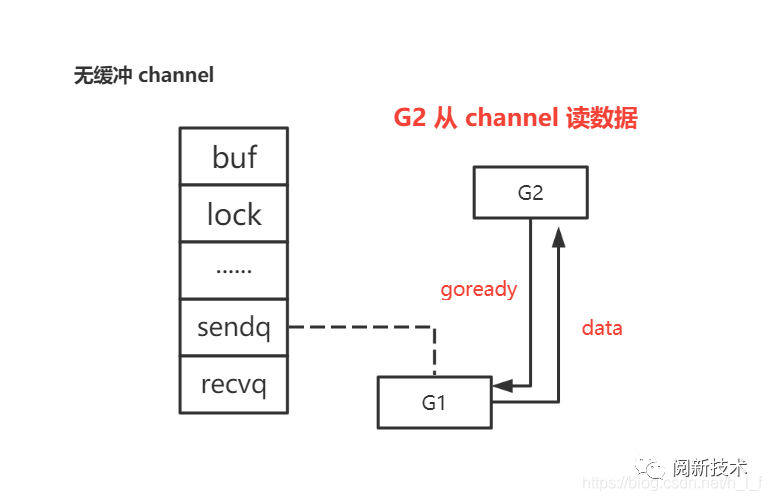 无缓冲 channel
G2 从 channel 读数据
buf
lock
······
sendq
recvq
G2
goready
data
G1
阅新技术
https://blog.csdn.net/h_l_f